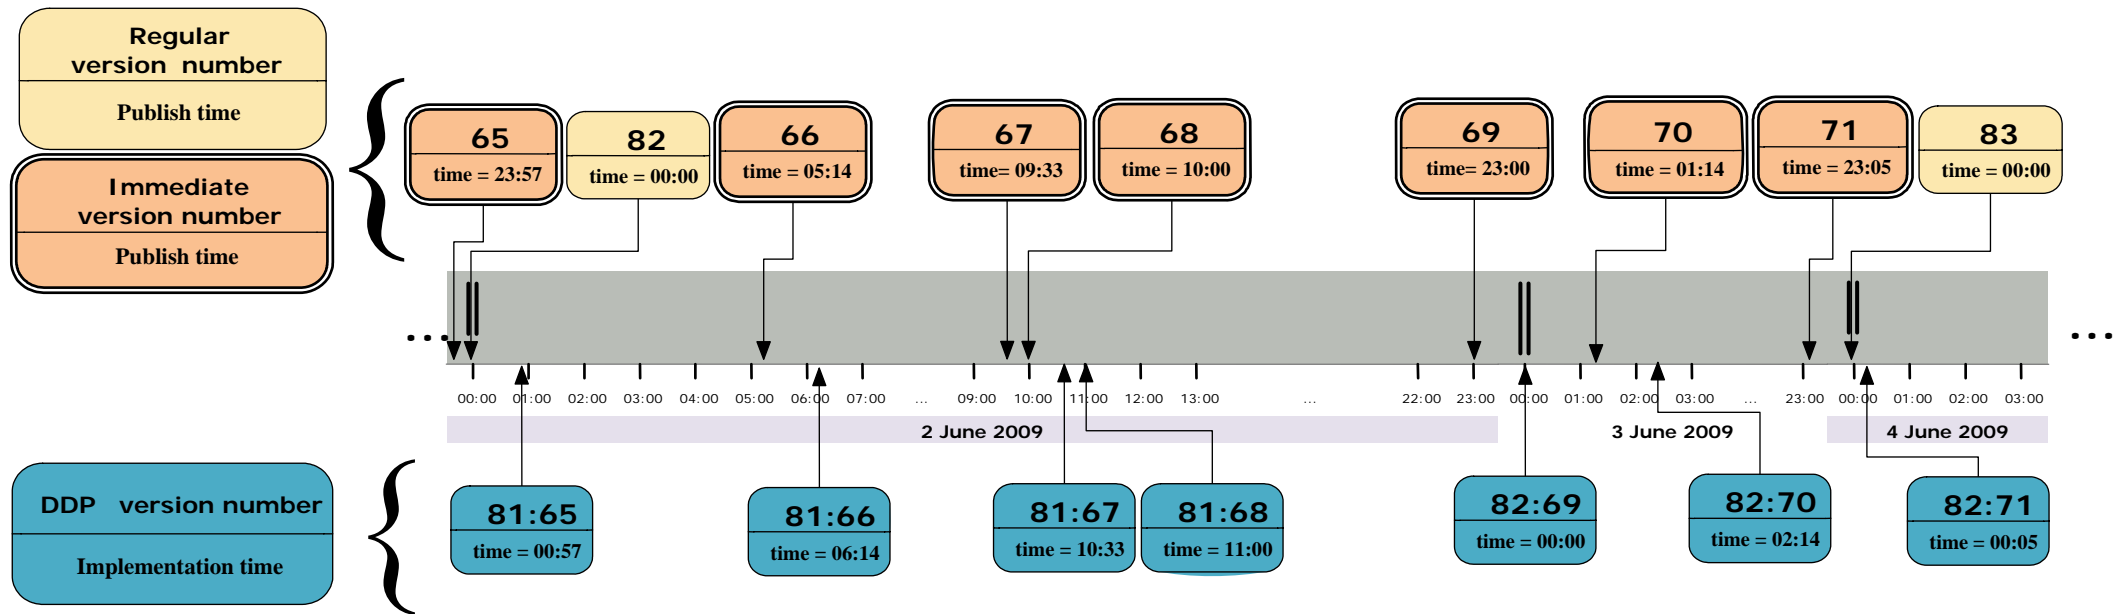 Regular
version number
Publish time
Immediate
version number
Publish time
65
time = 23:57
82
time = 00:00
66
time = 05:14
67
time= 09:33
68
time = 10:00
69
time= 23:00
70
time = 01:14
71
time = 23:05
83
time = 00:00
...
...
00:00 01:00 02:00 03:00 04:00 05:00 06:00 07:00 ... 09:00 10:00 11:00 12:00 13:00 ... 22:00 23:00 00:00 01:00 02:00 03:00 ... 23:00 00:00 01:00 02:00 03:00
2 June 2009 3 June 2009 4 June 2009
DDP version number
Implementation time
81:65
time = 00:57
81:66
time = 06:14
81:67
time = 10:33
81:68
time = 11:00
82:69
time = 00:00
82:70
time = 02:14
82:71
time = 00:05